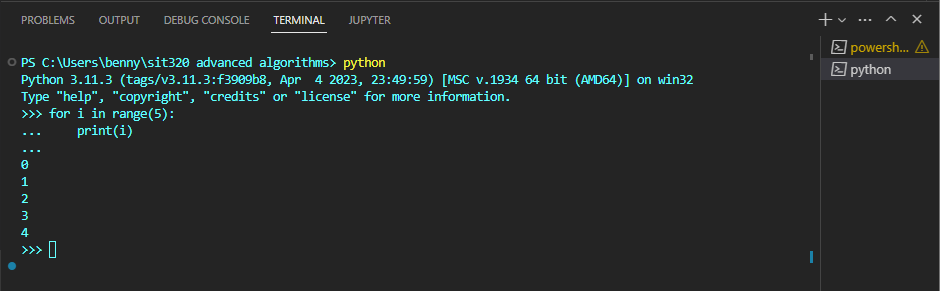 PROBLEMS OUTPUT DEBUG CONSOLE TERMINAL JUPYTER
PS C:\Users\benny\sit320 advanced algorithms> python
Python 3.11.3 (tags/v3.11.3:f3909b8, Apr  4 2023, 23:49:59) [MSC v.1934 64 bit (AMD64)] on win32
Type "help", "copyright", "credits" or "license" for more information.
>>> for i in range(5):
...     print(i)
...
0
1
2
3
4
>>>
powersh...
python